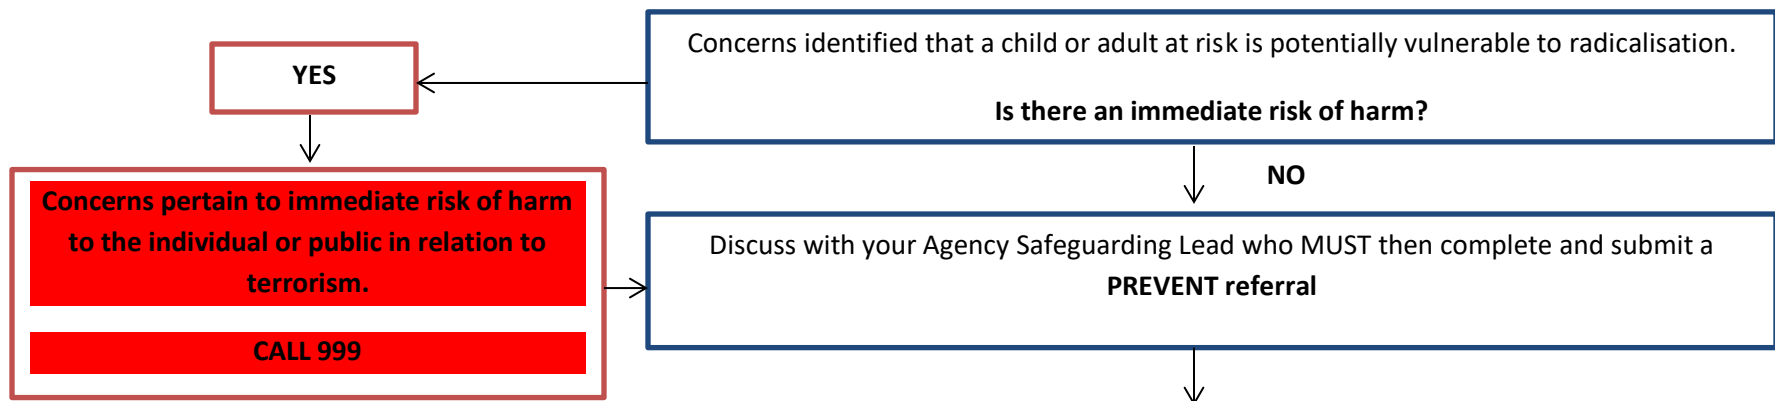 Concerns identified that a child or adult at risk is potentially vulnerable to radicalisation.
Is there an immediate risk of harm?
YES
NO
Concerns pertain to immediate risk of harm
to the individual or public in relation to
terrorism.
CALL 999
Discuss with your Agency Safeguarding Lead who MUST then complete and submit a
PREVENT referral